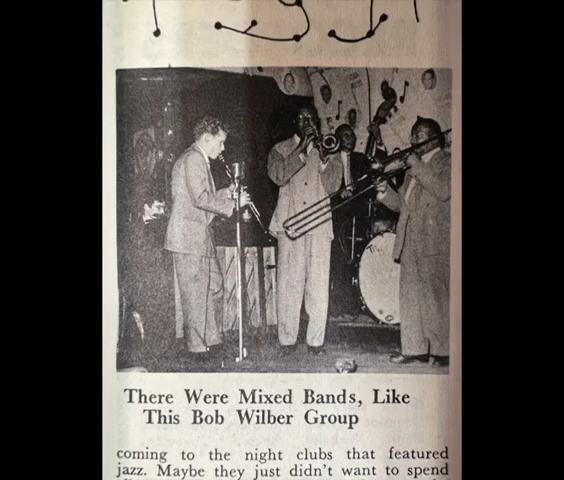 There Were Mixed Bands, Like
This Bob Wilber Group
coming to the night clubs that featured
jazz. Maybe they just didn't want to spend